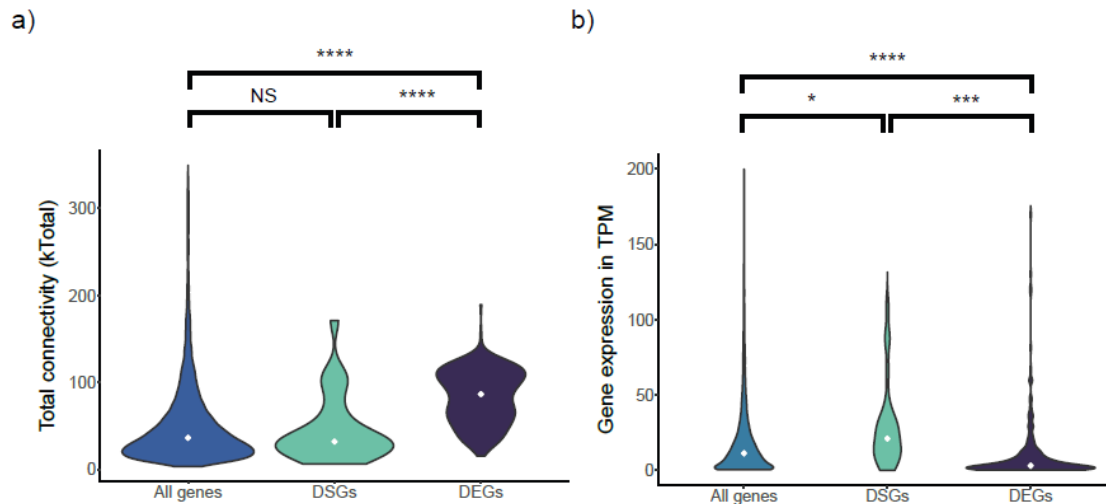 a)
****
NS
****
Total connectivity (kTotal)
300
200
100
0
All genes
DSGs
DEGs
b)
****
*
***
Gene expression in TPM
200
150
100
50
0
All genes
DSGs
DEGs